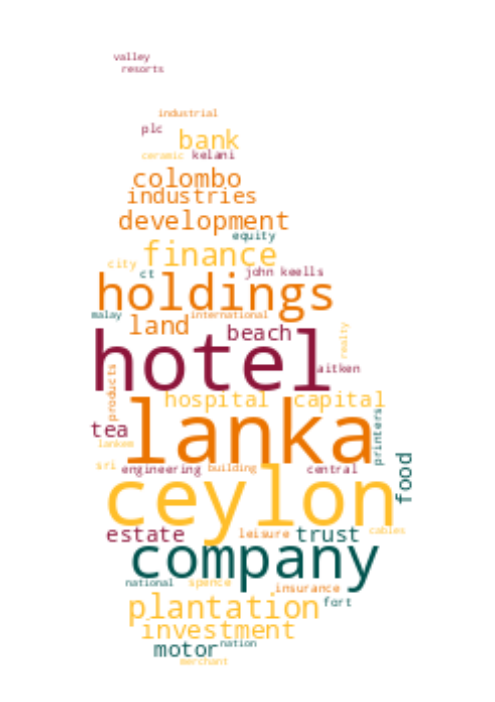 valley
resorts
industrial
plc
bank
ceramic kelani
colombo
industries
development
equity
finance
city
ct john keells
holdings
malay international
land
beach
realty
hotel
aitken
products
hospital capital
lanka
printers
tea
lankem
sri engineering building central
food
ceylon
estate leisure trust cables
company
national spence
insurance
plantation fort
investment
motor nation
merchant